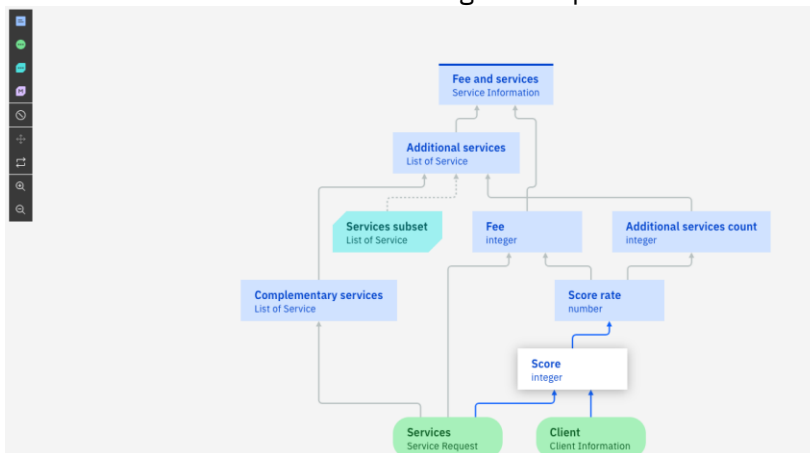 Fee and services
Service Information
Additional services
List of Service
Services subset
List of Service
Fee
integer
Additional services count
integer
Complementary services
List of Service
Score rate
number
Score
integer
Services
Service Request
Client
Client Information